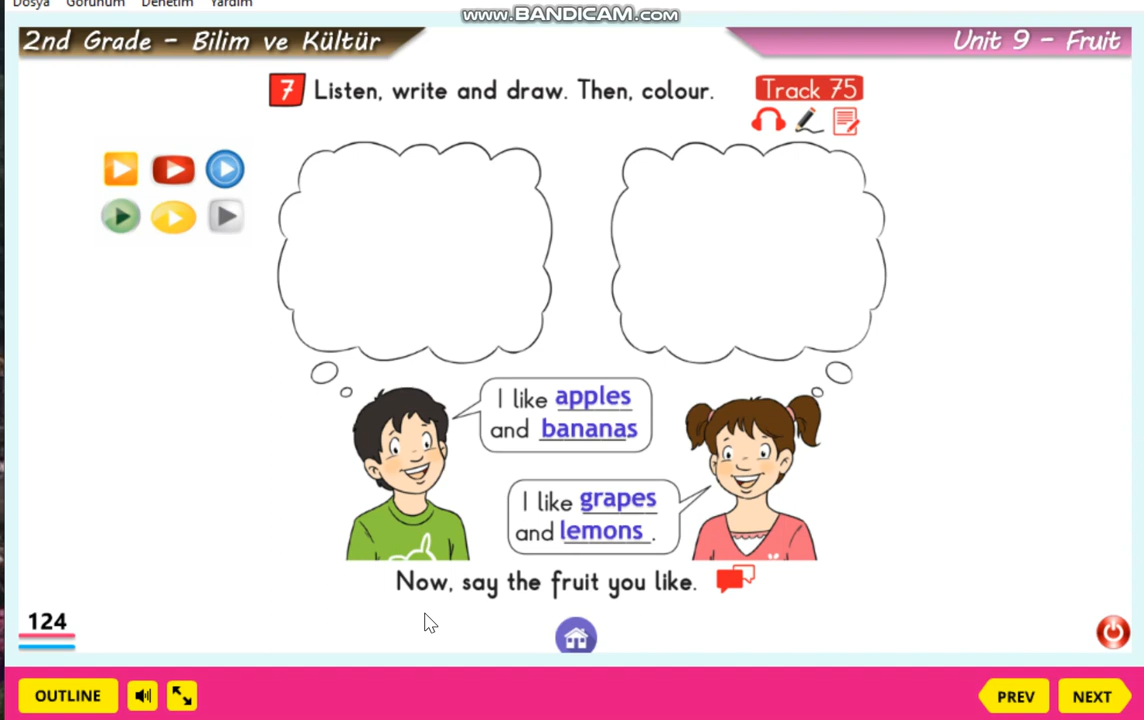 Dosya Görünüm Denetim Yardım
www.BANDICAM.com
2nd Grade - Bilim ve Kültür
Unit 9 - Fruit
7 Listen, write and draw. Then, colour.
Track 75
I like apples
and bananas
I like grapes
and lemons.
Now, say the fruit you like.
124
OUTLINE
PREV
NEXT